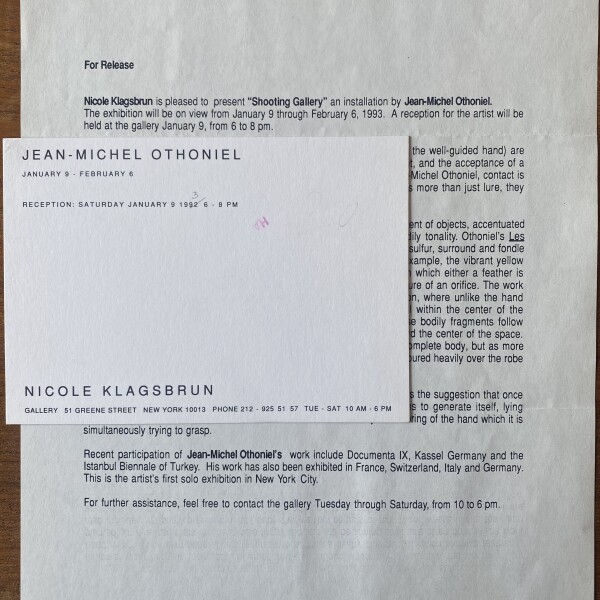 For Release
Nicole Klagsbrun is pleased to present "Shooting Gallery" an installation by Jean-Michel Othoniel.
The exhibition will be on view from January 9 through February 6, 1993. A reception for the artist will be
held at the gallery January 9, from 6 to 8 pm.
JEAN-MICHEL OTHONIEL
JANUARY 9 - FEBRUARY 6
3
RECEPTION: SATURDAY JANUARY 9 1992 6 - 8 PM
NICOLE KLAGSBRUN
GALLERY 51 GREENE STREET NEW YORK 10013 PHONE 212 - 925 51 57 TUE - SAT 10 AM - 6 PM
the well-guided hand) are
, and the acceptance of a
Michel Othoniel, contact is
more than just lure, they
ent of objects, accentuated
dily tonality. Othoniel's Les
sulfur, surround and fondle
xample, the vibrant yellow
which either a feather is
ure of an orifice. The work
on, where unlike the hand
within the center of the
e bodily fragments follow
d the center of the space.
omplete body, but as more
oured heavily over the robe
s the suggestion that once
s to generate itself, lying
ring of the hand which it is
simultaneously trying to grasp.
Recent participation of Jean-Michel Othoniel's work include Documenta IX, Kassel Germany and the
Istanbul Biennale of Turkey. His work has also been exhibited in France, Switzerland, Italy and Germany.
This is the artist's first solo exhibition in New York City.
For further assistance, feel free to contact the gallery Tuesday through Saturday, from 10 to 6 pm.